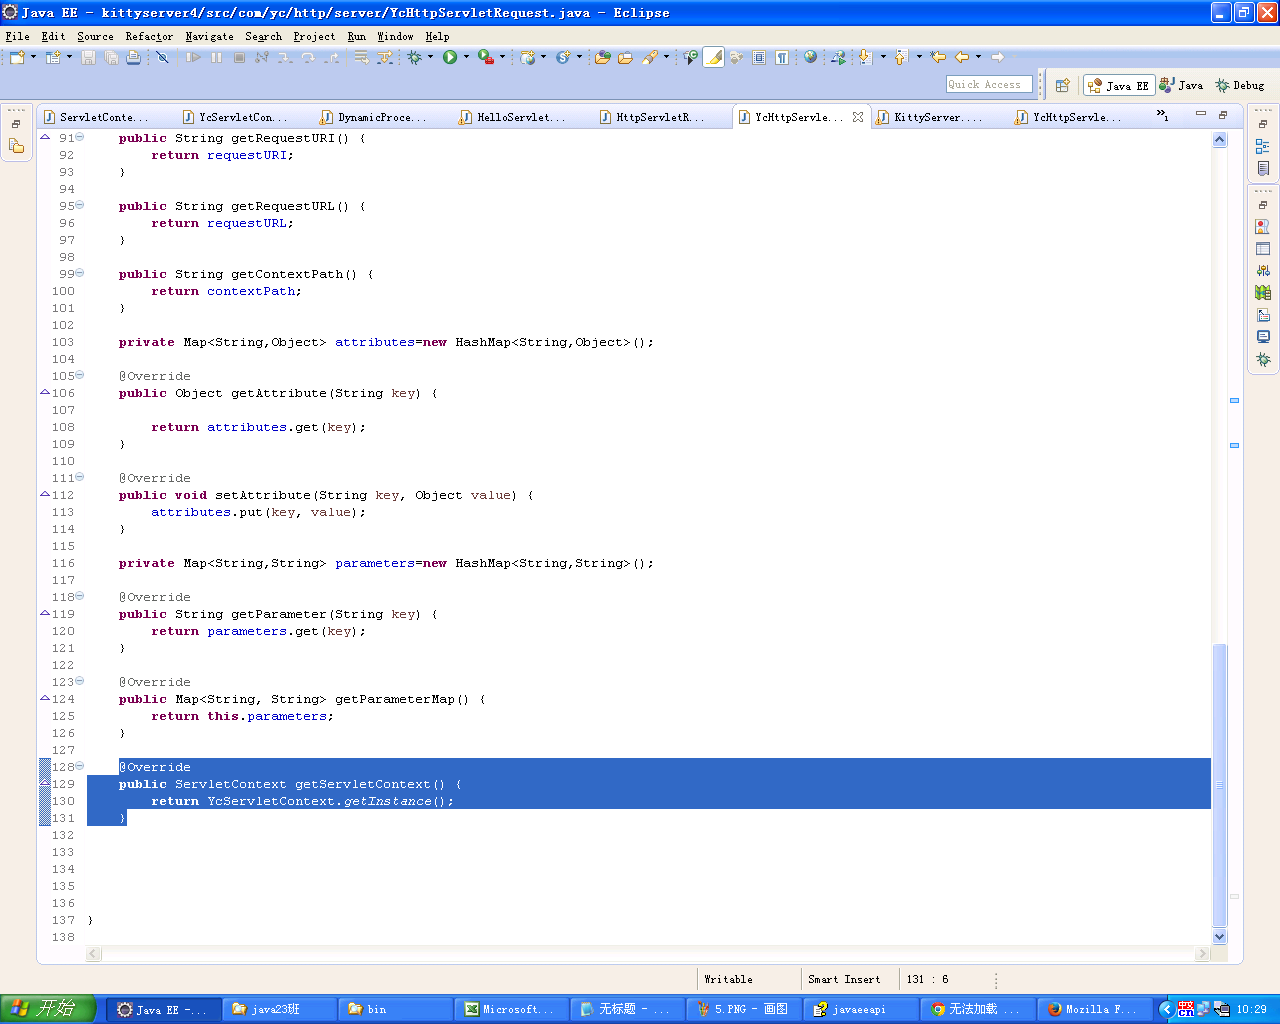 Java EE - kittyserver4/src/com/yc/http/server/YcHttpServletRequest.java - Eclipse
File Edit Source Refactor Navigate Search Project Run Window Help
Quick Access Java EE Java Debug
ServletConte... YcServletCon... DynamicProce... HelloServlet... HttpServletR... YcHttpServle... KittyServer.... YcHttpServle... »1
91 public String getRequestURI() {
92 return requestURI;
93 }
94
95 public String getRequestURL() {
96 return requestURL;
97 }
98
99 public String getContextPath() {
100 return contextPath;
101 }
102
103 private Map<String,Object> attributes=new HashMap<String,Object>();
104
105 @Override
106 public Object getAttribute(String key) {
107
108 return attributes.get(key);
109 }
110
111 @Override
112 public void setAttribute(String key, Object value) {
113 attributes.put(key, value);
114 }
115
116 private Map<String,String> parameters=new HashMap<String,String>();
117
118 @Override
119 public String getParameter(String key) {
120 return parameters.get(key);
121 }
122
123 @Override
124 public Map<String, String> getParameterMap() {
125 return this.parameters;
126 }
127
128 @Override
129 public ServletContext getServletContext() {
130 return YcServletContext.getInstance();
131 }
132
133
134
135
136
137 }
138
Writable Smart Insert 131 : 6
开始 Java EE -... java23班 bin Microsoft... 无标题 - ... 5.PNG - 画图 javaeeapi 无法加载 ... Mozilla F... 10:29